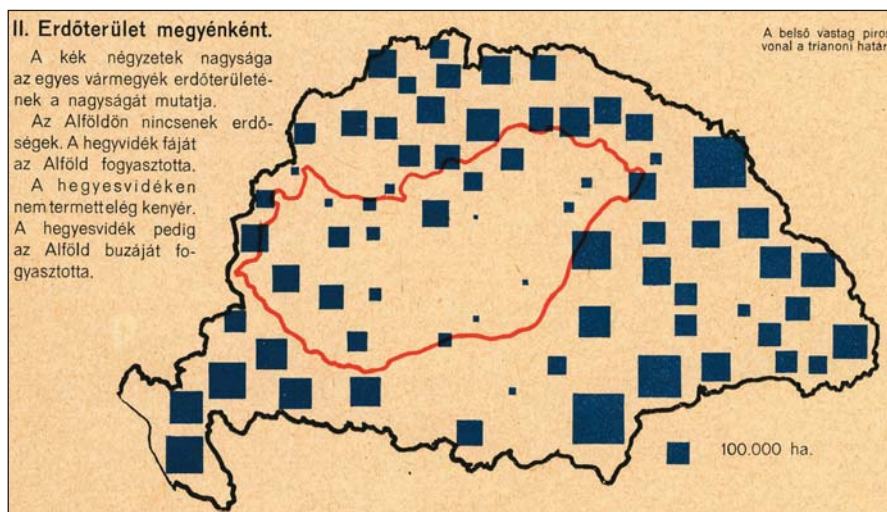 II. Erdőterület megyénként.
A kék négyzetek nagysága
az egyes vármegyék erdőterületé-
nek a nagyságát mutatja.
Az Alföldön nincsenek erdő-
ségek. A hegyvidék fáját
az Alföld fogyasztotta.
A hegyesvidéken
nem termett elég kenyér.
A hegyesvidék pedig
az Alföld buzáját fo-
gyasztotta.
A belső vastag piros
vonal a trianoni határ
100.000 ha.